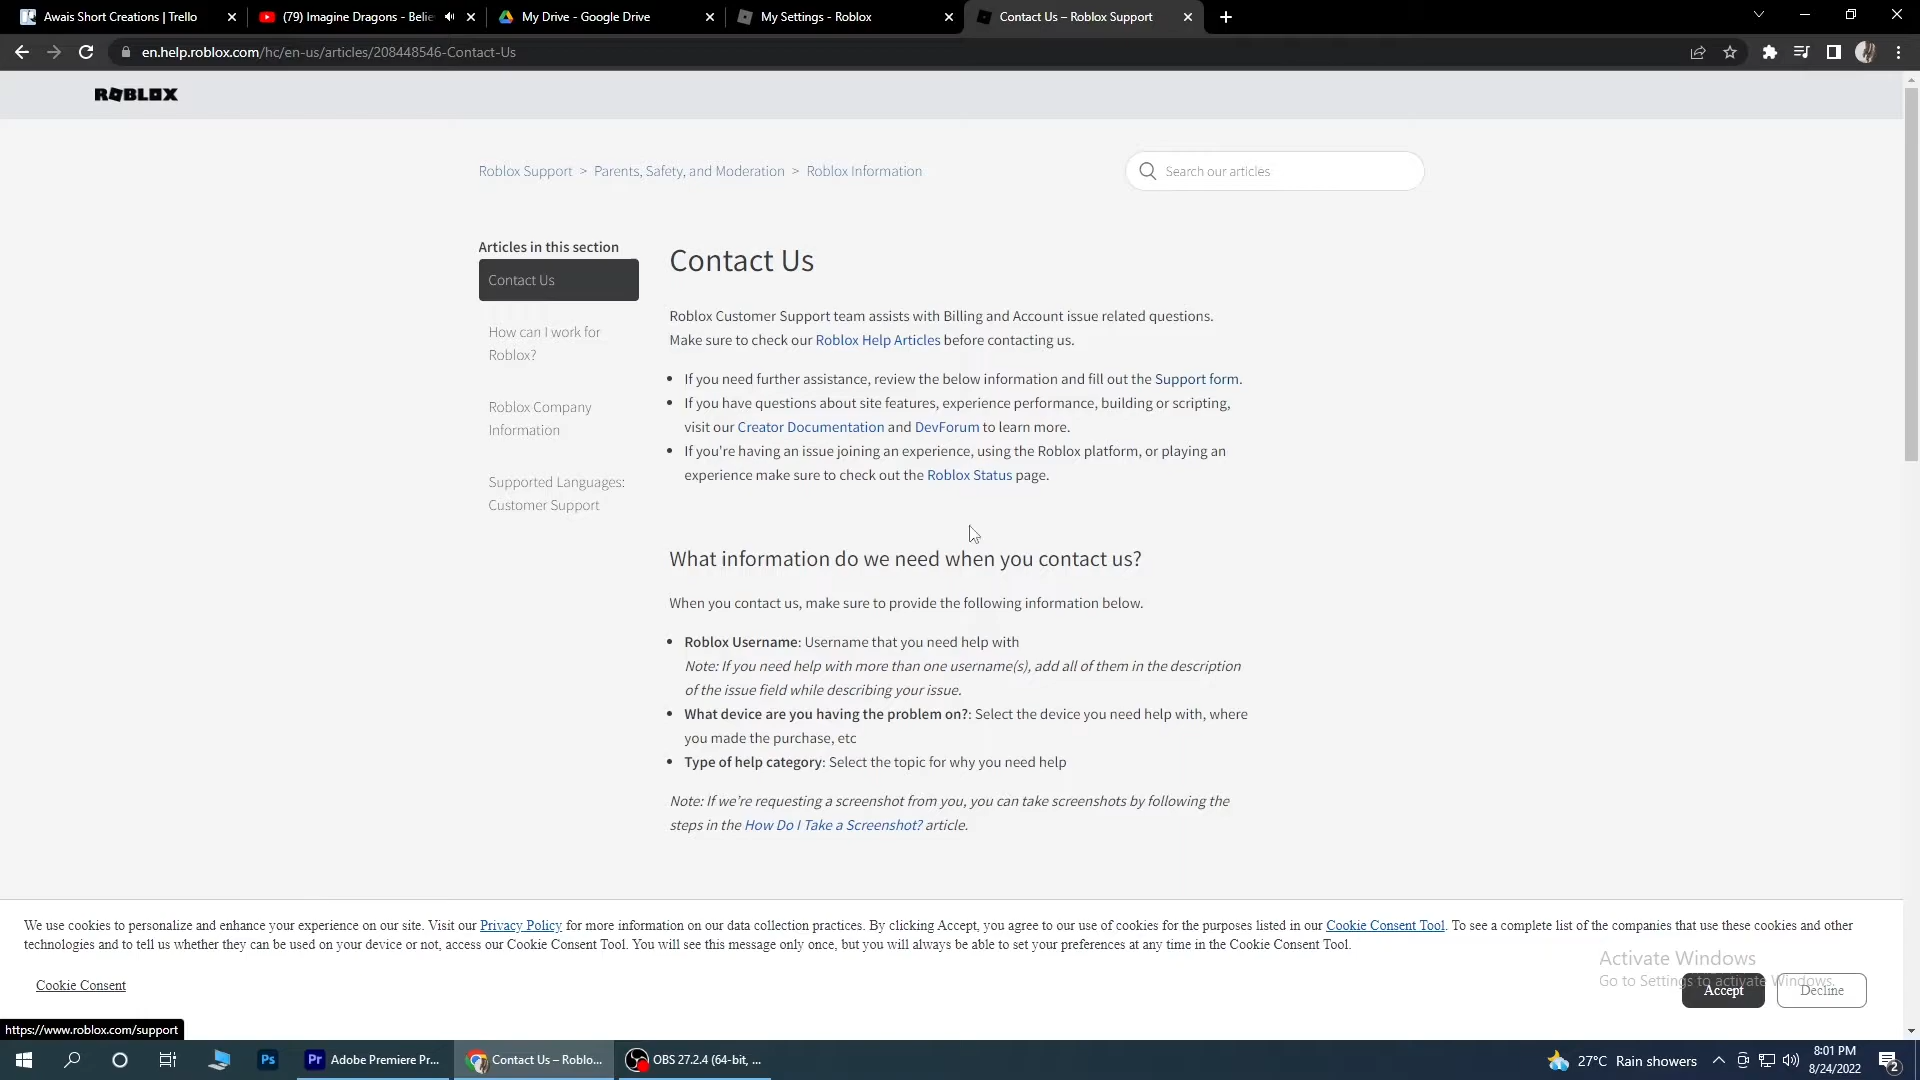 Awais Short Creations | Trello
(79) Imagine Dragons - Belie
My Drive - Google Drive
My Settings - Roblox
Contact Us – Roblox Support
en.help.roblox.com/hc/en-us/articles/208448546-Contact-Us
ROBLOX
Roblox Support > Parents, Safety, and Moderation > Roblox Information
Search our articles
Articles in this section
Contact Us
How can I work for
Roblox?
Roblox Company
Information
Supported Languages:
Customer Support
Contact Us
Roblox Customer Support team assists with Billing and Account issue related questions.
Make sure to check our Roblox Help Articles before contacting us.
• If you need further assistance, review the below information and fill out the Support form.
• If you have questions about site features, experience performance, building or scripting,
visit our Creator Documentation and DevForum to learn more.
• If you're having an issue joining an experience, using the Roblox platform, or playing an
experience make sure to check out the Roblox Status page.
What information do we need when you contact us?
When you contact us, make sure to provide the following information below.
• Roblox Username: Username that you need help with
Note: If you need help with more than one username(s), add all of them in the description
of the issue field while describing your issue.
• What device are you having the problem on?: Select the device you need help with, where
you made the purchase, etc
• Type of help category: Select the topic for why you need help
Note: If we're requesting a screenshot from you, you can take screenshots by following the
steps in the How Do I Take a Screenshot? article.
We use cookies to personalize and enhance your experience on our site. Visit our Privacy Policy for more information on our data collection practices. By clicking Accept, you agree to our use of cookies for the purposes listed in our Cookie Consent Tool. To see a complete list of the companies that use these cookies and other
technologies and to tell us whether they can be used on your device or not, access our Cookie Consent Tool. You will see this message only once, but you will always be able to set your preferences at any time in the Cookie Consent Tool.
Cookie Consent
Activate Windows
Go to Settings to activate Windows.
Accept
Decline
https://www.roblox.com/support
Ps
Pr
Adobe Premiere Pr...
Contact Us – Roblo...
OBS 27.2.4 (64-bit, ...
27°C Rain showers
8:01 PM
8/24/2022
2